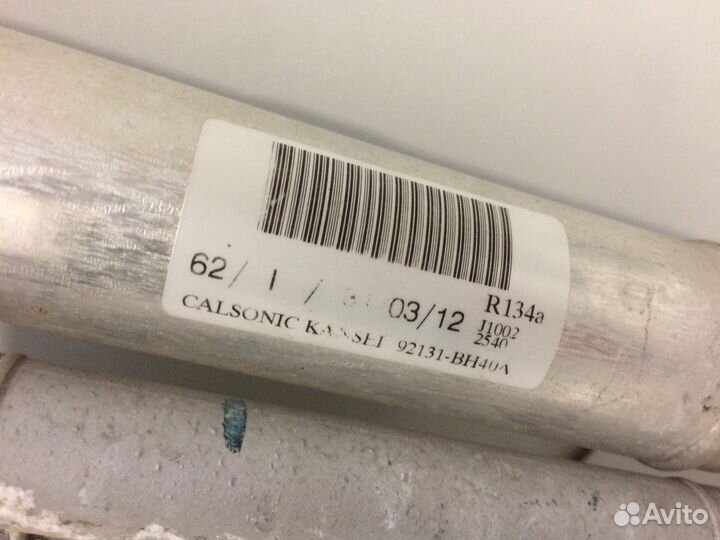 62/ 1 / 03/12
R134a
J1002
2540
CALSONIC KANSEI 92131-BH40A
Avito